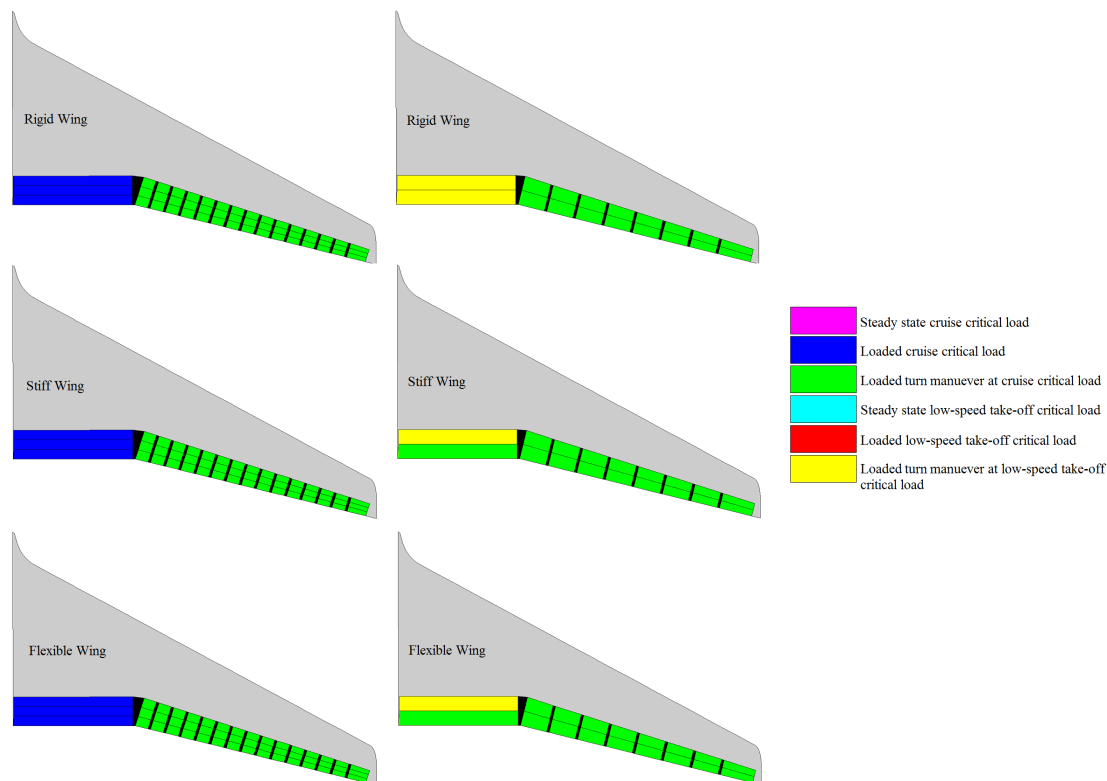 Rigid Wing
Rigid Wing
Stiff Wing
Stiff Wing
Flexible Wing
Flexible Wing
Steady state cruise critical load
Loaded cruise critical load
Loaded turn manuever at cruise critical load
Steady state low-speed take-off critical load
Loaded low-speed take-off critical load
Loaded turn manuever at low-speed take-off
critical load